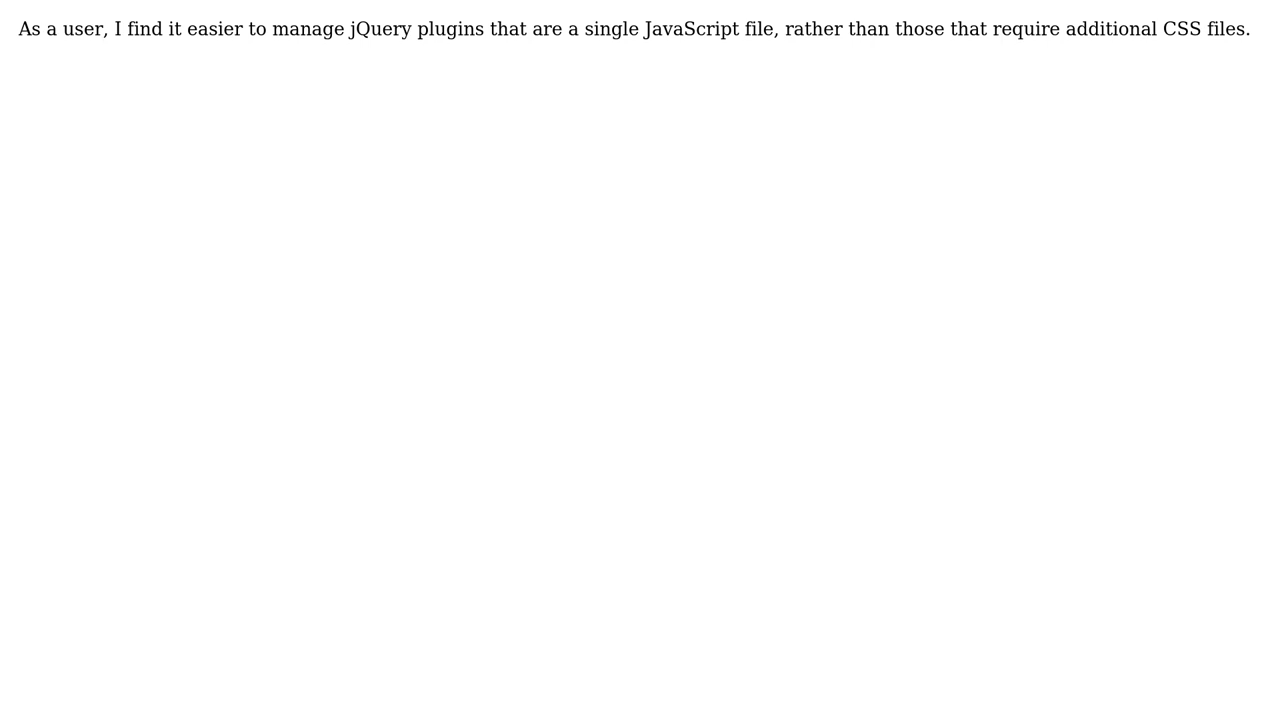 As a user, I find it easier to manage jQuery plugins that are a single JavaScript file, rather than those that require additional CSS files.